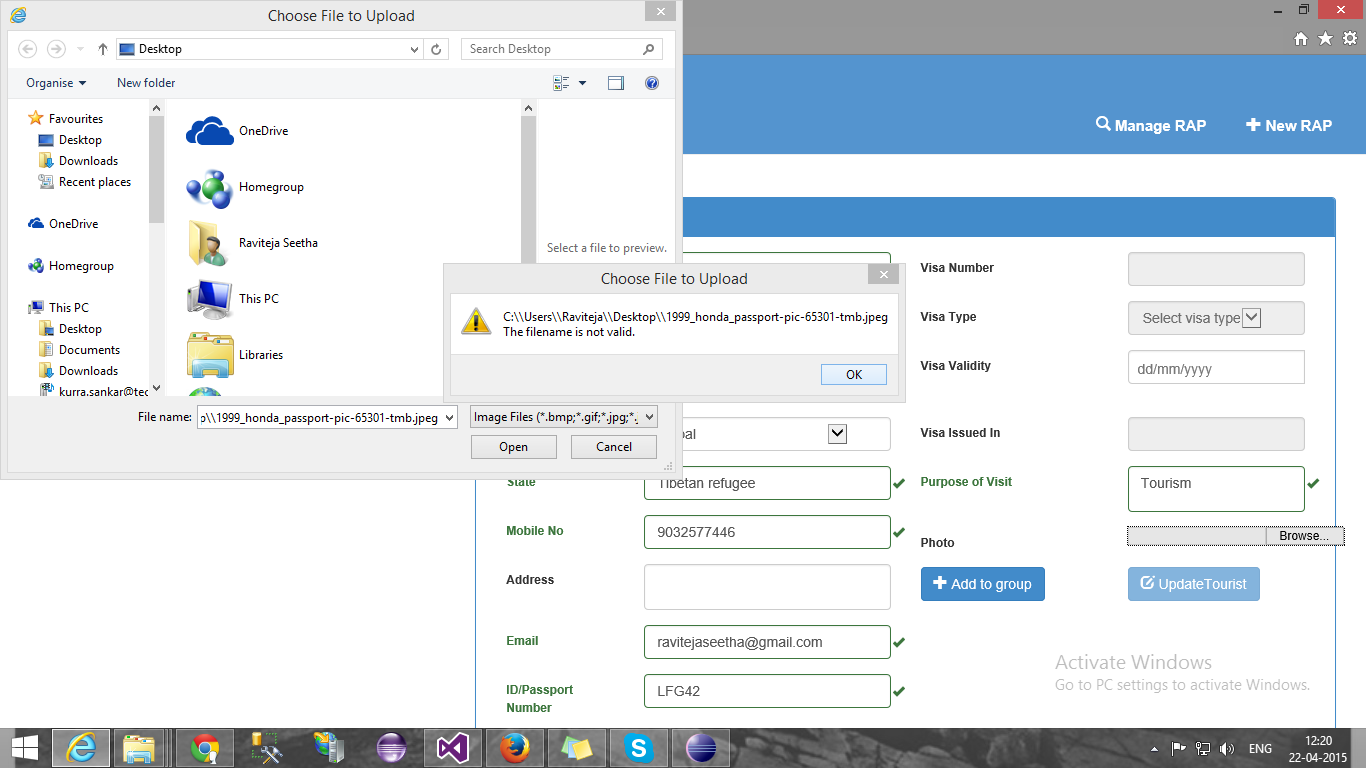 Choose File to Upload
Desktop
Search Desktop
Organise
New folder
Favourites
Desktop
Downloads
Recent places
OneDrive
Homegroup
This PC
Desktop
Documents
Downloads
kurra.sankar@tec
OneDrive
Homegroup
Raviteja Seetha
This PC
Libraries
Select a file to preview.
File name:
\\1999_honda_passport-pic-65301-tmb.jpeg
Image Files (*.bmp;*.gif;*.jpg;*.
Open
Cancel
Choose File to Upload
C:\\Users\\Raviteja\\Desktop\\1999_honda_passport-pic-65301-tmb.jpeg
The filename is not valid.
OK
Manage RAP
New RAP
Visa Number
Visa Type
Select visa type
Visa Validity
dd/mm/yyyy
Visa Issued In
State
Tibetan refugee
Purpose of Visit
Tourism
Mobile No
9032577446
Photo
Browse...
Address
Add to group
UpdateTourist
Email
ravitejaseetha@gmail.com
ID/Passport
Number
LFG42
Activate Windows
Go to PC settings to activate Windows.
ENG
12:20
22-04-2015